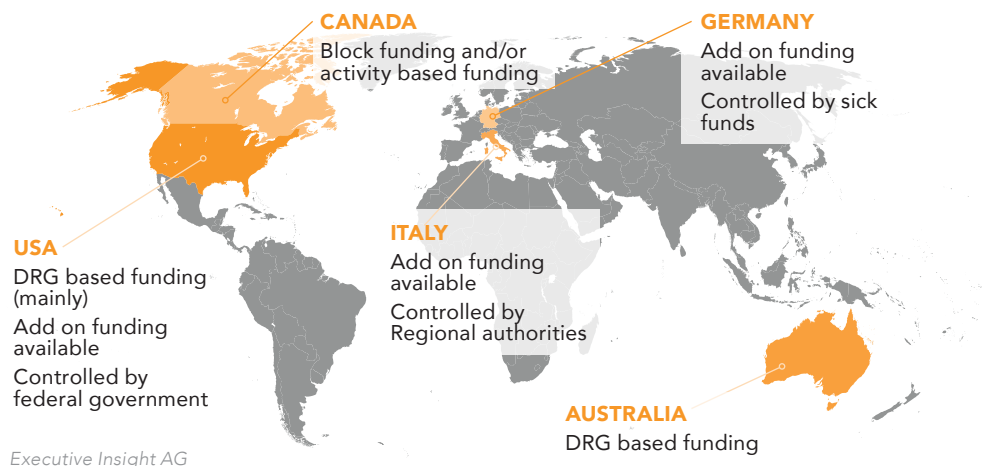 CANADA
Block funding and/or
activity based funding
GERMANY
Add on funding
available
Controlled by sick
funds
USA
DRG based funding
(mainly)
Add on funding
available
Controlled by
federal government
ITALY
Add on funding
available
Controlled by
Regional authorities
AUSTRALIA
DRG based funding
Executive Insight AG